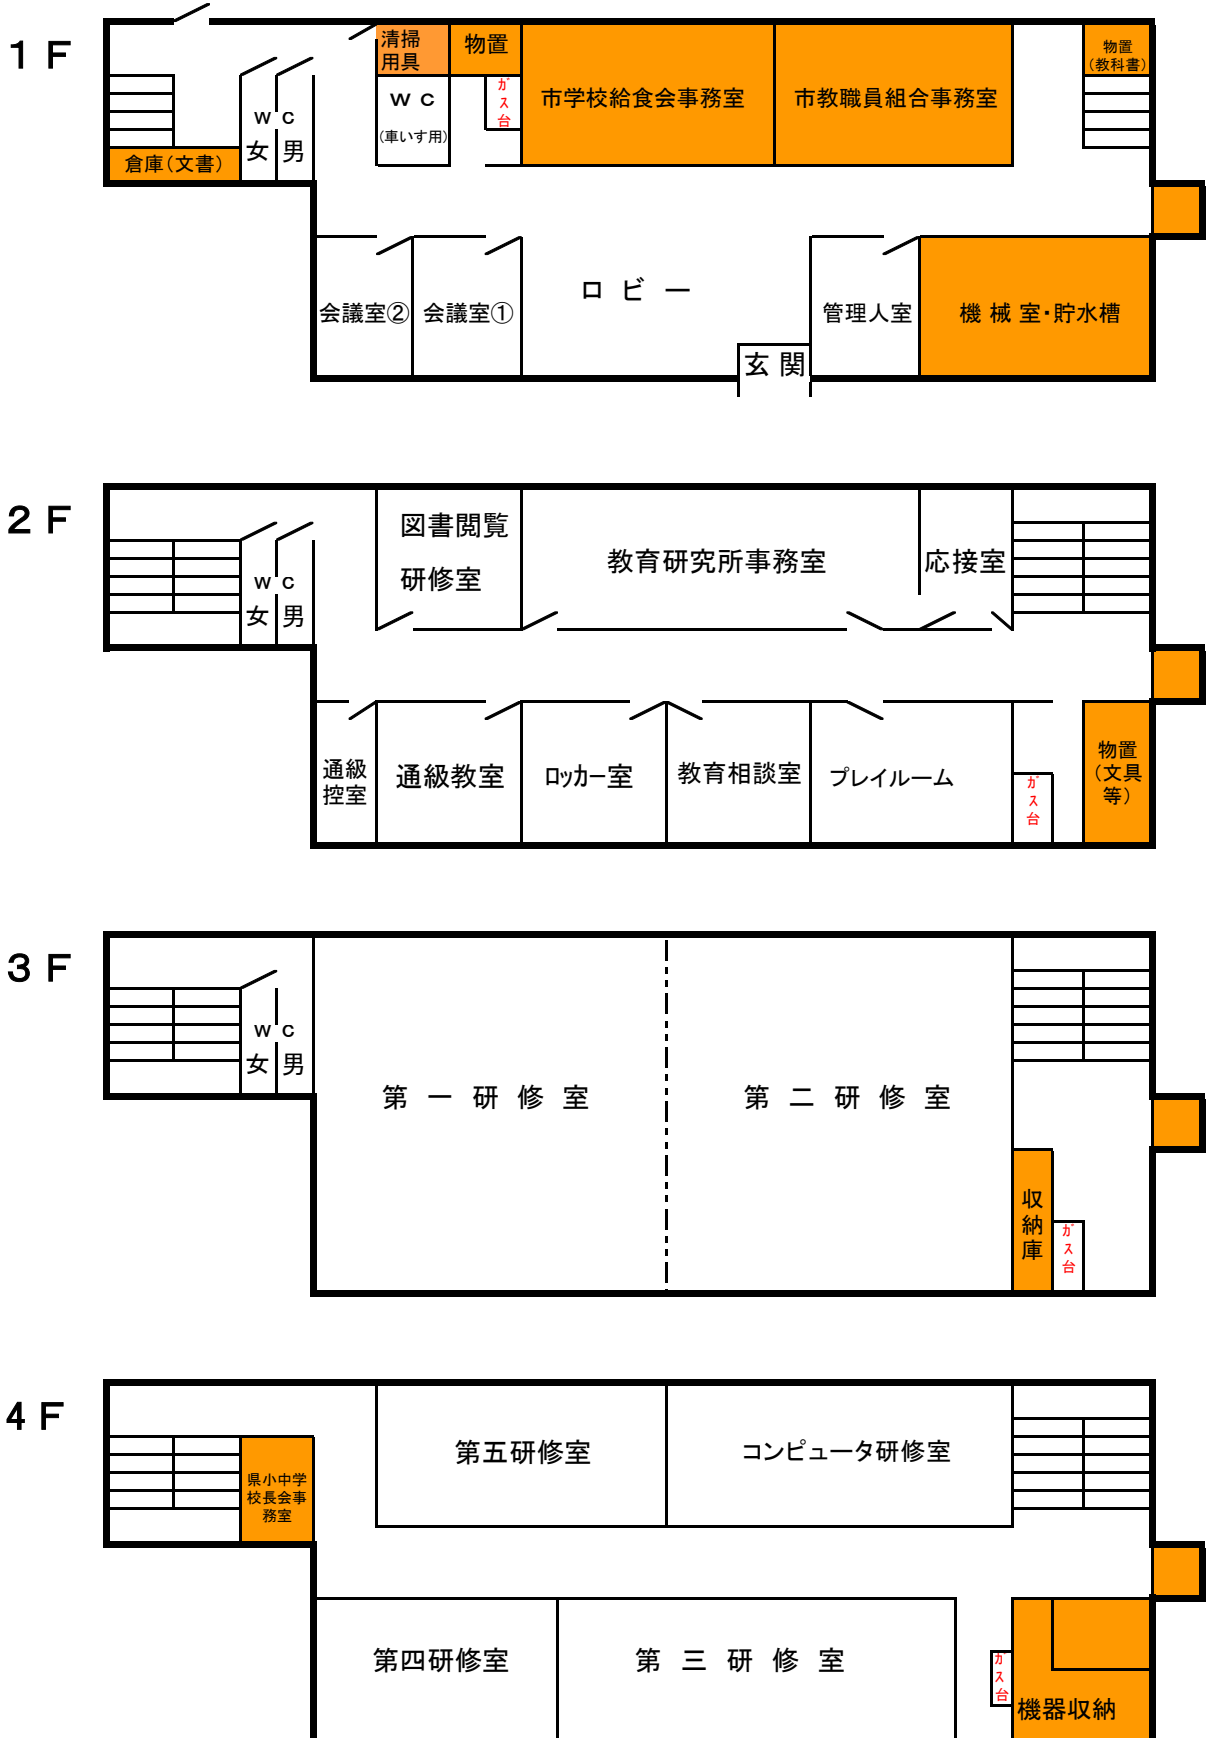 １Ｆ
清掃
用具
物置
ガス台
市学校給食会事務室
市教職員組合事務室
物置
（教科書）
ＷＣ
（車いす用）
ＷＣ
女
男
倉庫（文書）
会議室②
会議室①
ロビー
玄関
管理人室
機械室・貯水槽
２Ｆ
図書閲覧
研修室
教育研究所事務室
応接室
ＷＣ
女
男
通級
控室
通級教室
ロッカー室
教育相談室
プレイルーム
ガス台
物置
（文具
等）
３Ｆ
ＷＣ
女
男
第一研修室
第二研修室
収納庫
ガス台
４Ｆ
第五研修室
コンピュータ研修室
県小中学
校長会事
務室
第四研修室
第三研修室
ガス台
機器収納